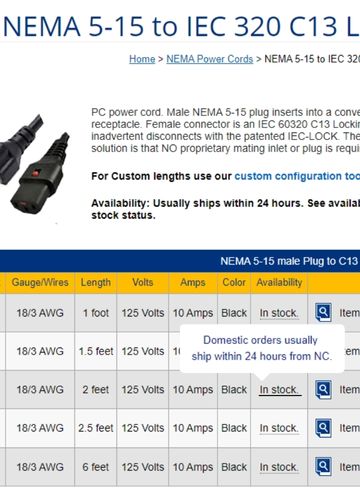 NEMA 5-15 to IEC 320 C13 L
Home > NEMA Power Cords > NEMA 5-15 to IEC 320
PC power cord. Male NEMA 5-15 plug inserts into a conve
receptacle. Female connector is an IEC 60320 C13 Lockin
inadvertent disconnects with the patented IEC-LOCK. The
solution is that NO proprietary mating inlet or plug is requi
For Custom lengths use our custom configuration too
Availability: Usually ships within 24 hours. See availab
stock status.
NEMA 5-15 male Plug to C13
Gauge/Wires Length Volts Amps Color Availability
18/3 AWG 1 foot 125 Volts 10 Amps Black In stock. Item
Domestic orders usually
ship within 24 hours from NC.
18/3 AWG 1.5 feet 125 Volts Item
18/3 AWG 2 feet 125 Volts 10 Amps Black In stock. Item
18/3 AWG 2.5 feet 125 Volts 10 Amps Black In stock. Item
18/3 AWG 6 feet 125 Volts 10 Amps Black In stock. Item